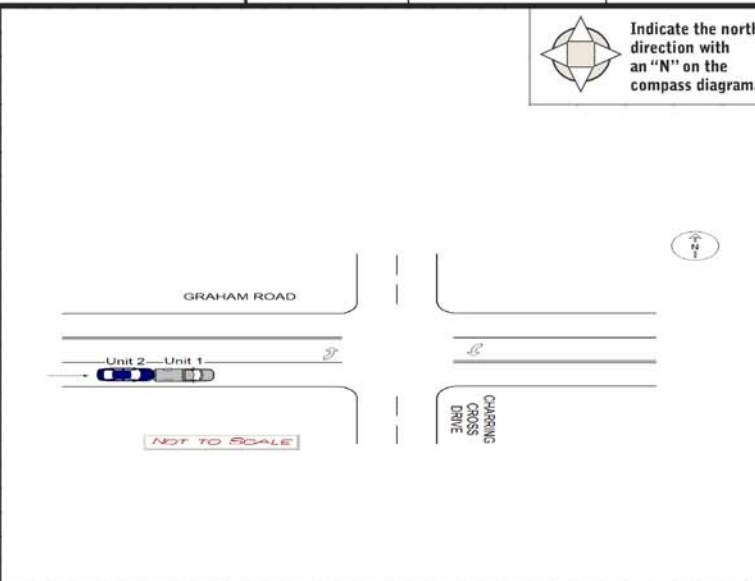 Indicate the north
direction with
an "N" on the
compass diagram.
N
GRAHAM ROAD
Unit 2
Unit 1
CHARRING
CROSS
DRIVE
NOT TO SCALE